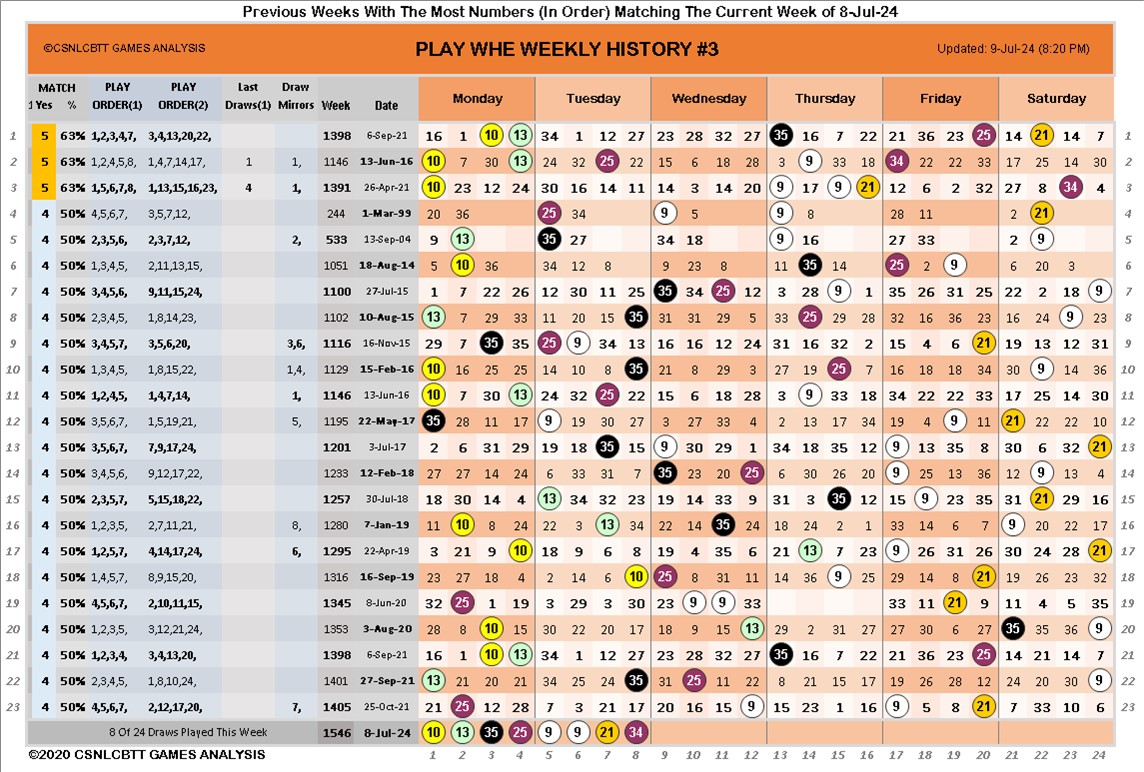 Previous Weeks With The Most Numbers (In Order) Matching The Current Week of 8-Jul-24
©CSNLCBTT GAMES ANALYSIS PLAY WHE WEEKLY HISTORY #3 Updated: 9-Jul-24 (8:20 PM)
MATCH PLAY PLAY Last Draw Monday Tuesday Wednesday Thursday Friday Saturday
1 Yes % ORDER(1) ORDER(2) Draws(1) Mirrors Week Date
1 5 63% 1,2,3,4,7, 3,4,13,20,22, 1398 6-Sep-21 16 1 10 13 34 1 12 27 23 28 32 27 35 16 7 22 21 36 23 25 14 21 14 7 1
2 5 63% 1,2,4,5,8, 1,4,7,14,17, 1 1, 1146 13-Jun-16 10 7 30 13 24 32 25 22 15 6 18 28 3 9 33 18 34 22 22 33 17 25 14 30 2
3 5 63% 1,5,6,7,8, 1,13,15,16,23, 4 1, 1391 26-Apr-21 10 23 12 24 30 16 14 11 14 3 14 20 9 17 9 21 12 6 2 32 27 8 34 4 3
4 4 50% 4,5,6,7, 3,5,7,12, 244 1-Mar-99 20 36 25 34 9 5 9 8 28 11 2 21 4
5 4 50% 2,3,5,6, 2,3,7,12, 2, 533 13-Sep-04 9 13 35 27 34 18 9 16 27 33 2 9 5
6 4 50% 1,3,4,5, 2,11,13,15, 1051 18-Aug-14 5 10 36 34 12 8 9 23 8 11 35 14 25 2 9 6 20 3 6
7 4 50% 3,4,5,6, 9,11,15,24, 1100 27-Jul-15 1 7 22 26 12 30 11 25 35 34 25 12 3 28 9 1 35 26 31 25 22 2 18 9 7
8 4 50% 2,3,4,5, 1,8,14,23, 1102 10-Aug-15 13 7 29 33 11 20 15 35 31 31 29 5 33 25 29 28 32 16 36 23 16 24 9 23 8
9 4 50% 3,4,5,7, 3,5,6,20, 3,6, 1116 16-Nov-15 29 7 35 35 25 9 34 13 12 24 16 24 31 16 32 2 15 4 6 21 19 13 12 31 9
10 4 50% 1,3,4,5, 1,8,15,22, 1,4, 1129 15-Feb-16 10 16 25 25 14 10 8 35 21 8 29 3 27 19 25 7 16 18 18 34 30 9 14 36 10
11 4 50% 1,2,4,5, 1,4,7,14, 1, 1146 13-Jun-16 10 7 30 13 24 32 25 22 15 6 18 28 3 9 33 18 34 22 22 33 17 25 14 30 11
12 4 50% 3,5,6,7, 1,5,19,21, 5, 1195 22-May-17 35 28 11 17 9 19 30 27 3 27 33 4 2 13 17 34 19 4 9 11 21 22 22 10 12
13 4 50% 3,5,6,7, 7,9,17,24, 1201 3-Jul-17 2 6 31 29 19 18 35 15 9 30 29 1 34 18 35 12 9 13 35 8 30 6 32 21 13
14 4 50% 3,4,5,6, 9,12,17,22, 1233 12-Feb-18 27 27 14 24 6 33 31 7 35 23 20 25 6 30 26 20 9 25 13 36 12 9 13 4 14
15 4 50% 2,3,5,7, 5,15,18,22, 1257 30-Jul-18 18 30 14 4 13 34 32 23 19 14 33 9 31 3 35 12 15 9 23 35 31 21 29 16 15
16 4 50% 1,2,3,5, 2,7,11,21, 8, 1280 7-Jan-19 11 10 8 24 22 3 13 34 22 14 35 24 18 24 2 1 33 14 6 7 9 20 22 17 16
17 4 50% 1,2,5,7, 4,14,17,24, 6, 1295 22-Apr-19 3 21 9 10 18 9 6 8 19 4 35 6 21 13 7 23 9 26 31 26 30 24 28 21 17
18 4 50% 1,4,5,7, 8,9,15,20, 1316 16-Sep-19 23 27 18 4 2 14 6 10 25 8 31 11 14 36 9 25 29 14 8 21 19 26 23 32 18
19 4 50% 4,5,6,7, 2,10,11,15, 1345 8-Jun-20 32 25 1 19 3 29 3 30 23 9 9 33 33 11 21 9 11 4 5 35 19
20 4 50% 1,2,3,5, 3,12,21,24, 1353 3-Aug-20 28 8 10 15 30 22 20 17 18 9 15 13 29 2 31 27 27 30 6 27 35 35 36 9 20
21 4 50% 1,2,3,4, 3,4,13,20, 1398 6-Sep-21 16 1 10 13 34 1 12 27 23 28 32 27 35 16 7 22 21 36 23 25 14 21 14 7 21
22 4 50% 2,3,4,5, 1,8,10,24, 1401 27-Sep-21 13 21 20 21 34 25 24 35 31 25 11 22 8 21 15 17 19 26 28 12 24 20 30 9 22
23 4 50% 4,5,6,7, 2,12,17,20, 7, 1405 25-Oct-21 21 25 12 28 7 3 21 17 20 16 15 9 15 23 1 16 9 5 8 21 7 33 10 6 23
8 Of 24 Draws Played This Week 1546 8-Jul-24 10 13 35 25 9 9 21 34
©2020 CSNLCBTT GAMES ANALYSIS 1 2 3 4 5 6 7 8 9 10 11 12 13 14 15 16 17 18 19 20 21 22 23 24